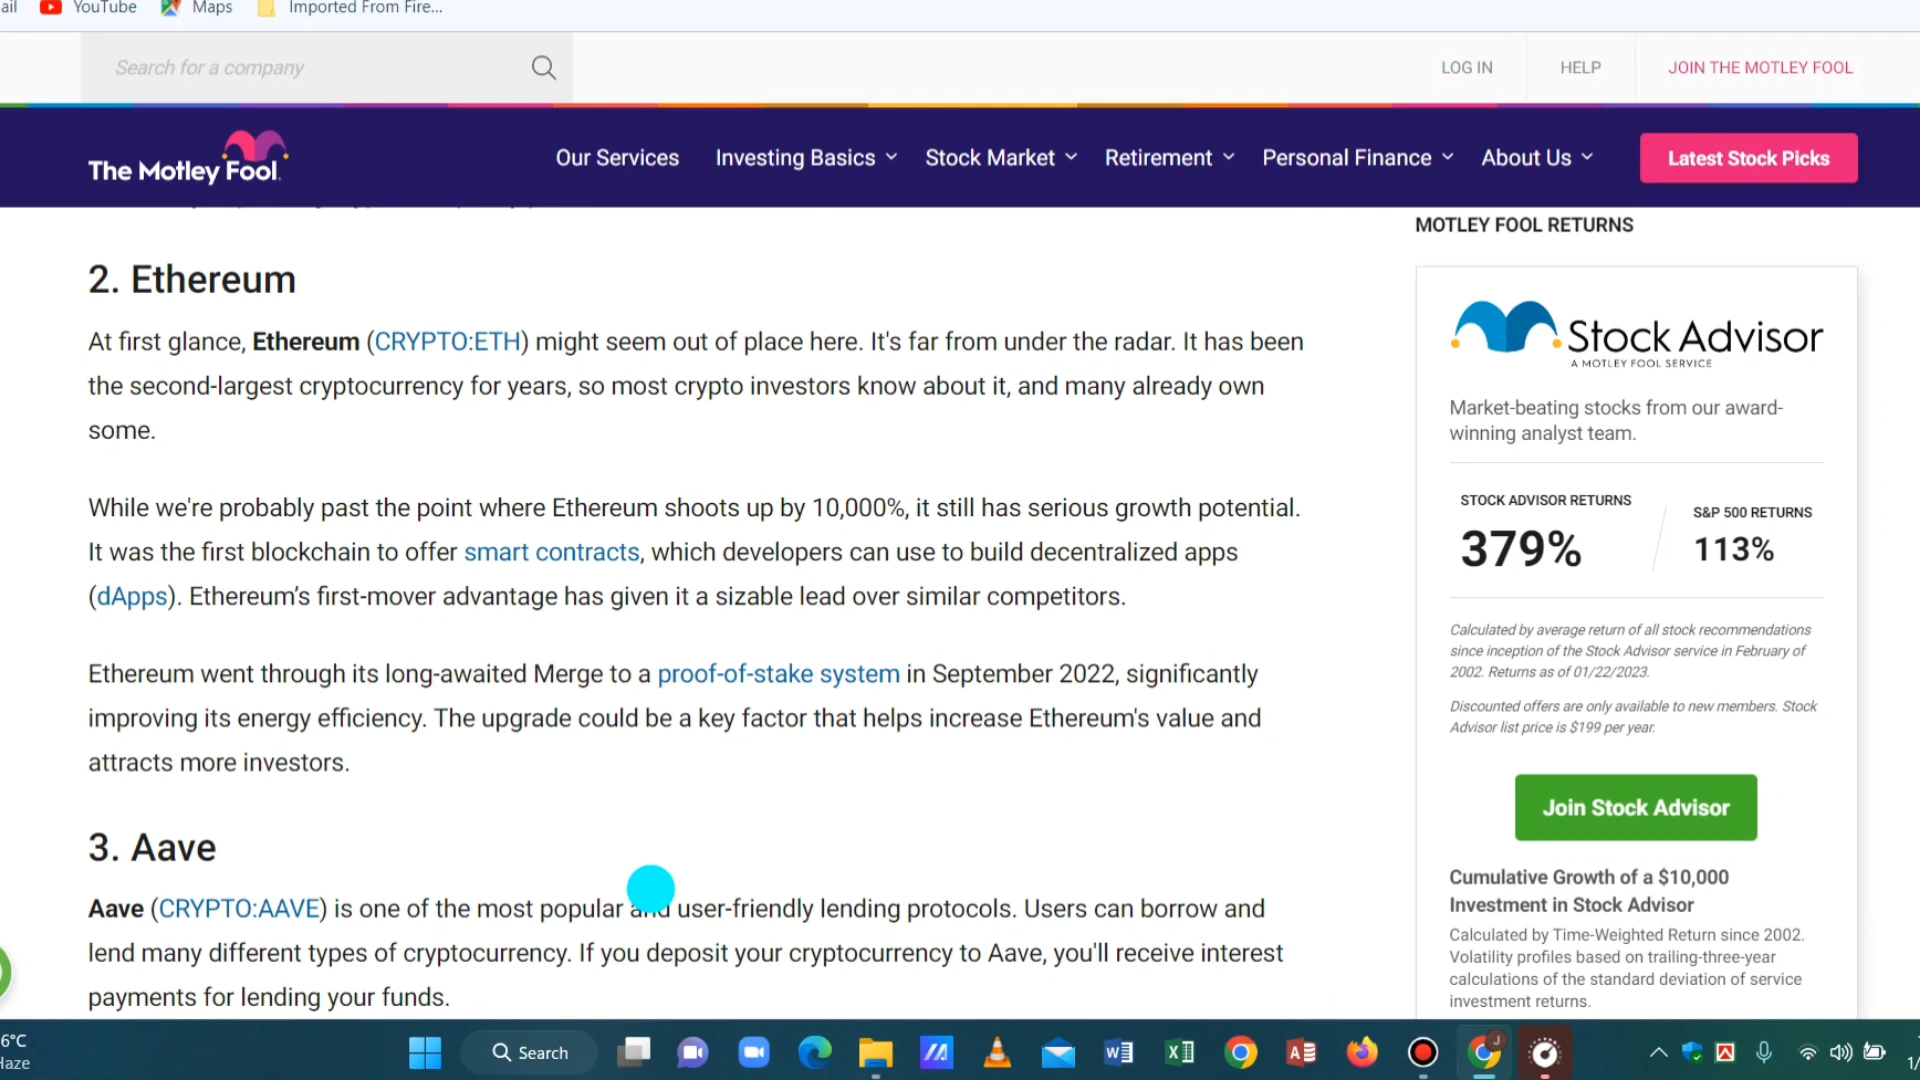 ail YouTube Maps Imported From Fire...
Search for a company LOG IN HELP JOIN THE MOTLEY FOOL
The Motley Fool. Our Services Investing Basics Stock Market Retirement Personal Finance About Us Latest Stock Picks
2. Ethereum
At first glance, Ethereum (CRYPTO:ETH) might seem out of place here. It's far from under the radar. It has been
the second-largest cryptocurrency for years, so most crypto investors know about it, and many already own
some.
While we're probably past the point where Ethereum shoots up by 10,000%, it still has serious growth potential.
It was the first blockchain to offer smart contracts, which developers can use to build decentralized apps
(dApps). Ethereum’s first-mover advantage has given it a sizable lead over similar competitors.
Ethereum went through its long-awaited Merge to a proof-of-stake system in September 2022, significantly
improving its energy efficiency. The upgrade could be a key factor that helps increase Ethereum's value and
attracts more investors.
3. Aave
Aave (CRYPTO:AAVE) is one of the most popular and user-friendly lending protocols. Users can borrow and
lend many different types of cryptocurrency. If you deposit your cryptocurrency to Aave, you'll receive interest
payments for lending your funds.
MOTLEY FOOL RETURNS
Stock Advisor
A MOTLEY FOOL SERVICE
Market-beating stocks from our award-
winning analyst team.
STOCK ADVISOR RETURNS
379%
S&P 500 RETURNS
113%
Calculated by average return of all stock recommendations
since inception of the Stock Advisor service in February of
2002. Returns as of 01/22/2023.
Discounted offers are only available to new members. Stock
Advisor list price is $199 per year.
Join Stock Advisor
Cumulative Growth of a $10,000
Investment in Stock Advisor
Calculated by Time-Weighted Return since 2002.
Volatility profiles based on trailing-three-year
calculations of the standard deviation of service
investment returns.
6°C
Haze
Search
1/